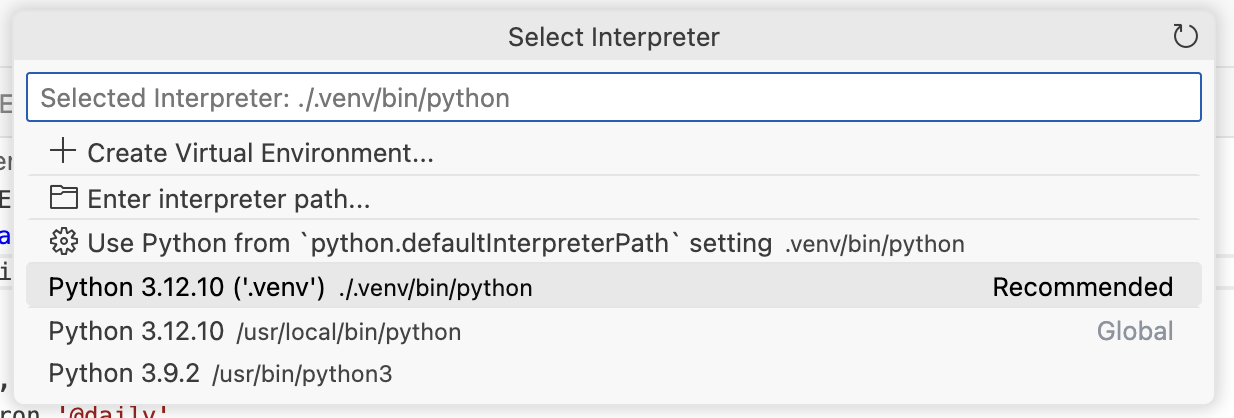 Select Interpreter
Selected Interpreter: ./.venv/bin/python
Create Virtual Environment...
Enter interpreter path...
Use Python from `python.defaultInterpreterPath` setting .venv/bin/python
Python 3.12.10 ('.venv') ./.venv/bin/python Recommended
Python 3.12.10 /usr/local/bin/python Global
Python 3.9.2 /usr/bin/python3
ron '@daily'